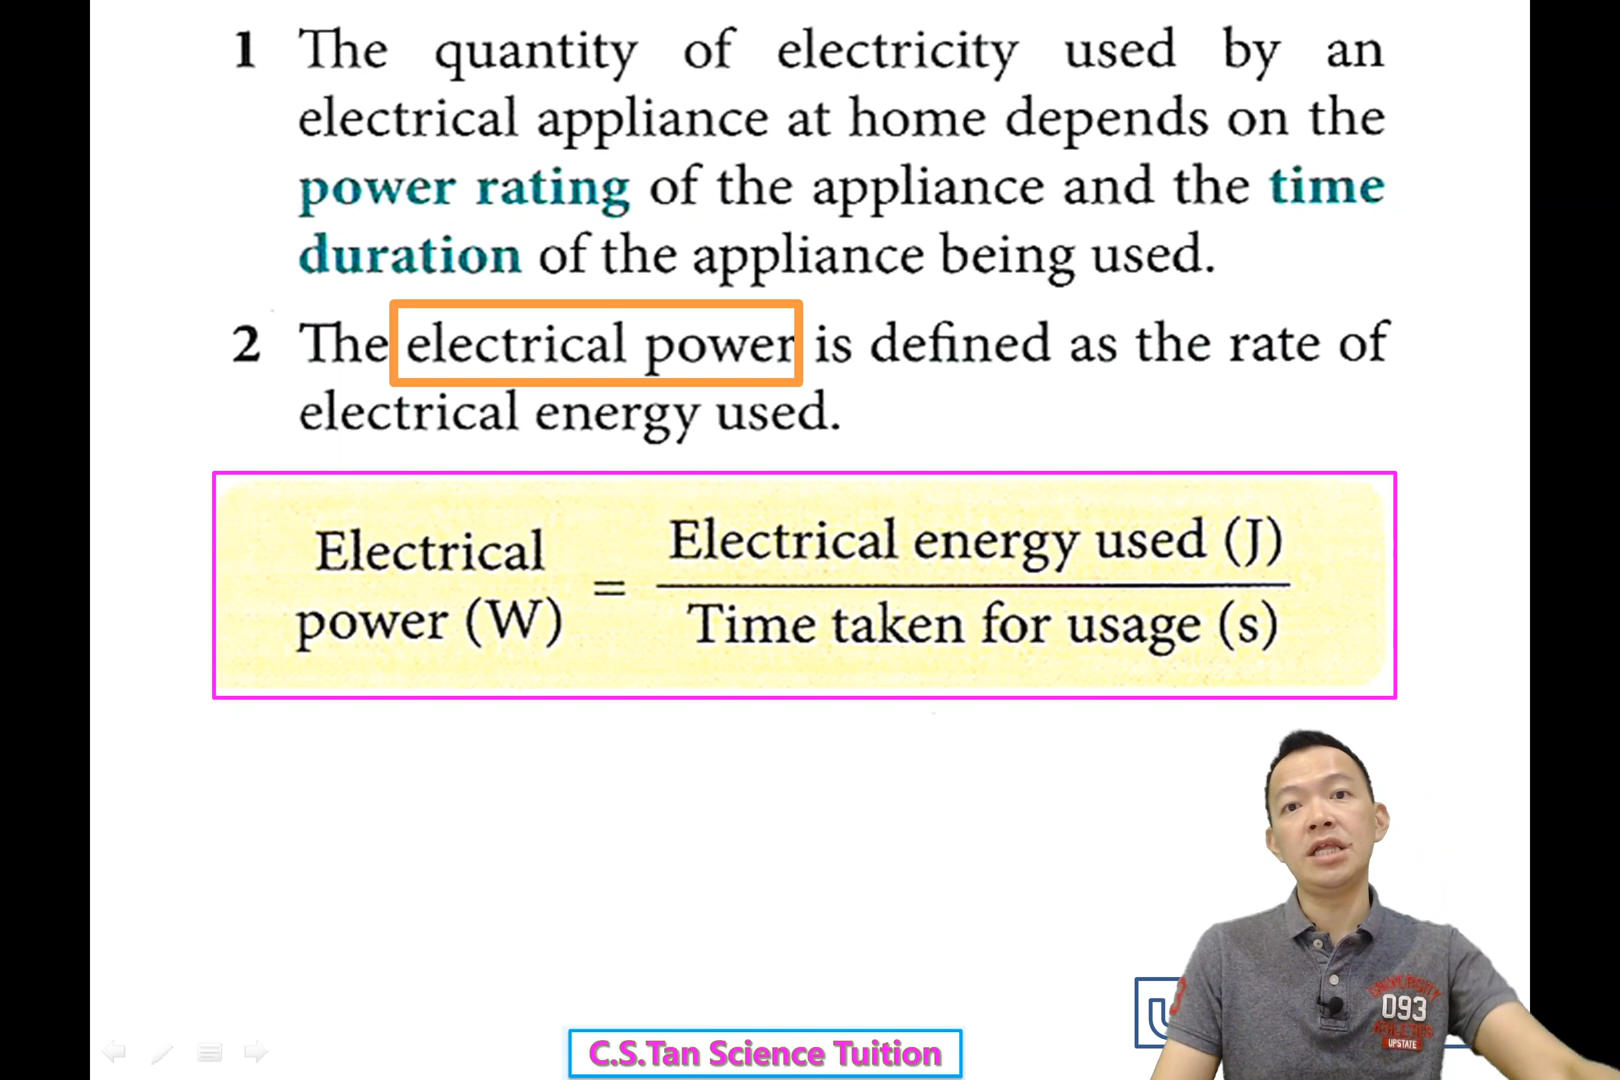 1 The quantity of electricity used by an
electrical appliance at home depends on the
power rating of the appliance and the time
duration of the appliance being used.
2 The electrical power is defined as the rate of
electrical energy used.
Electrical
power (W)
=
Electrical energy used (J)
Time taken for usage (s)
093
UPSTATE
C.S.Tan Science Tuition